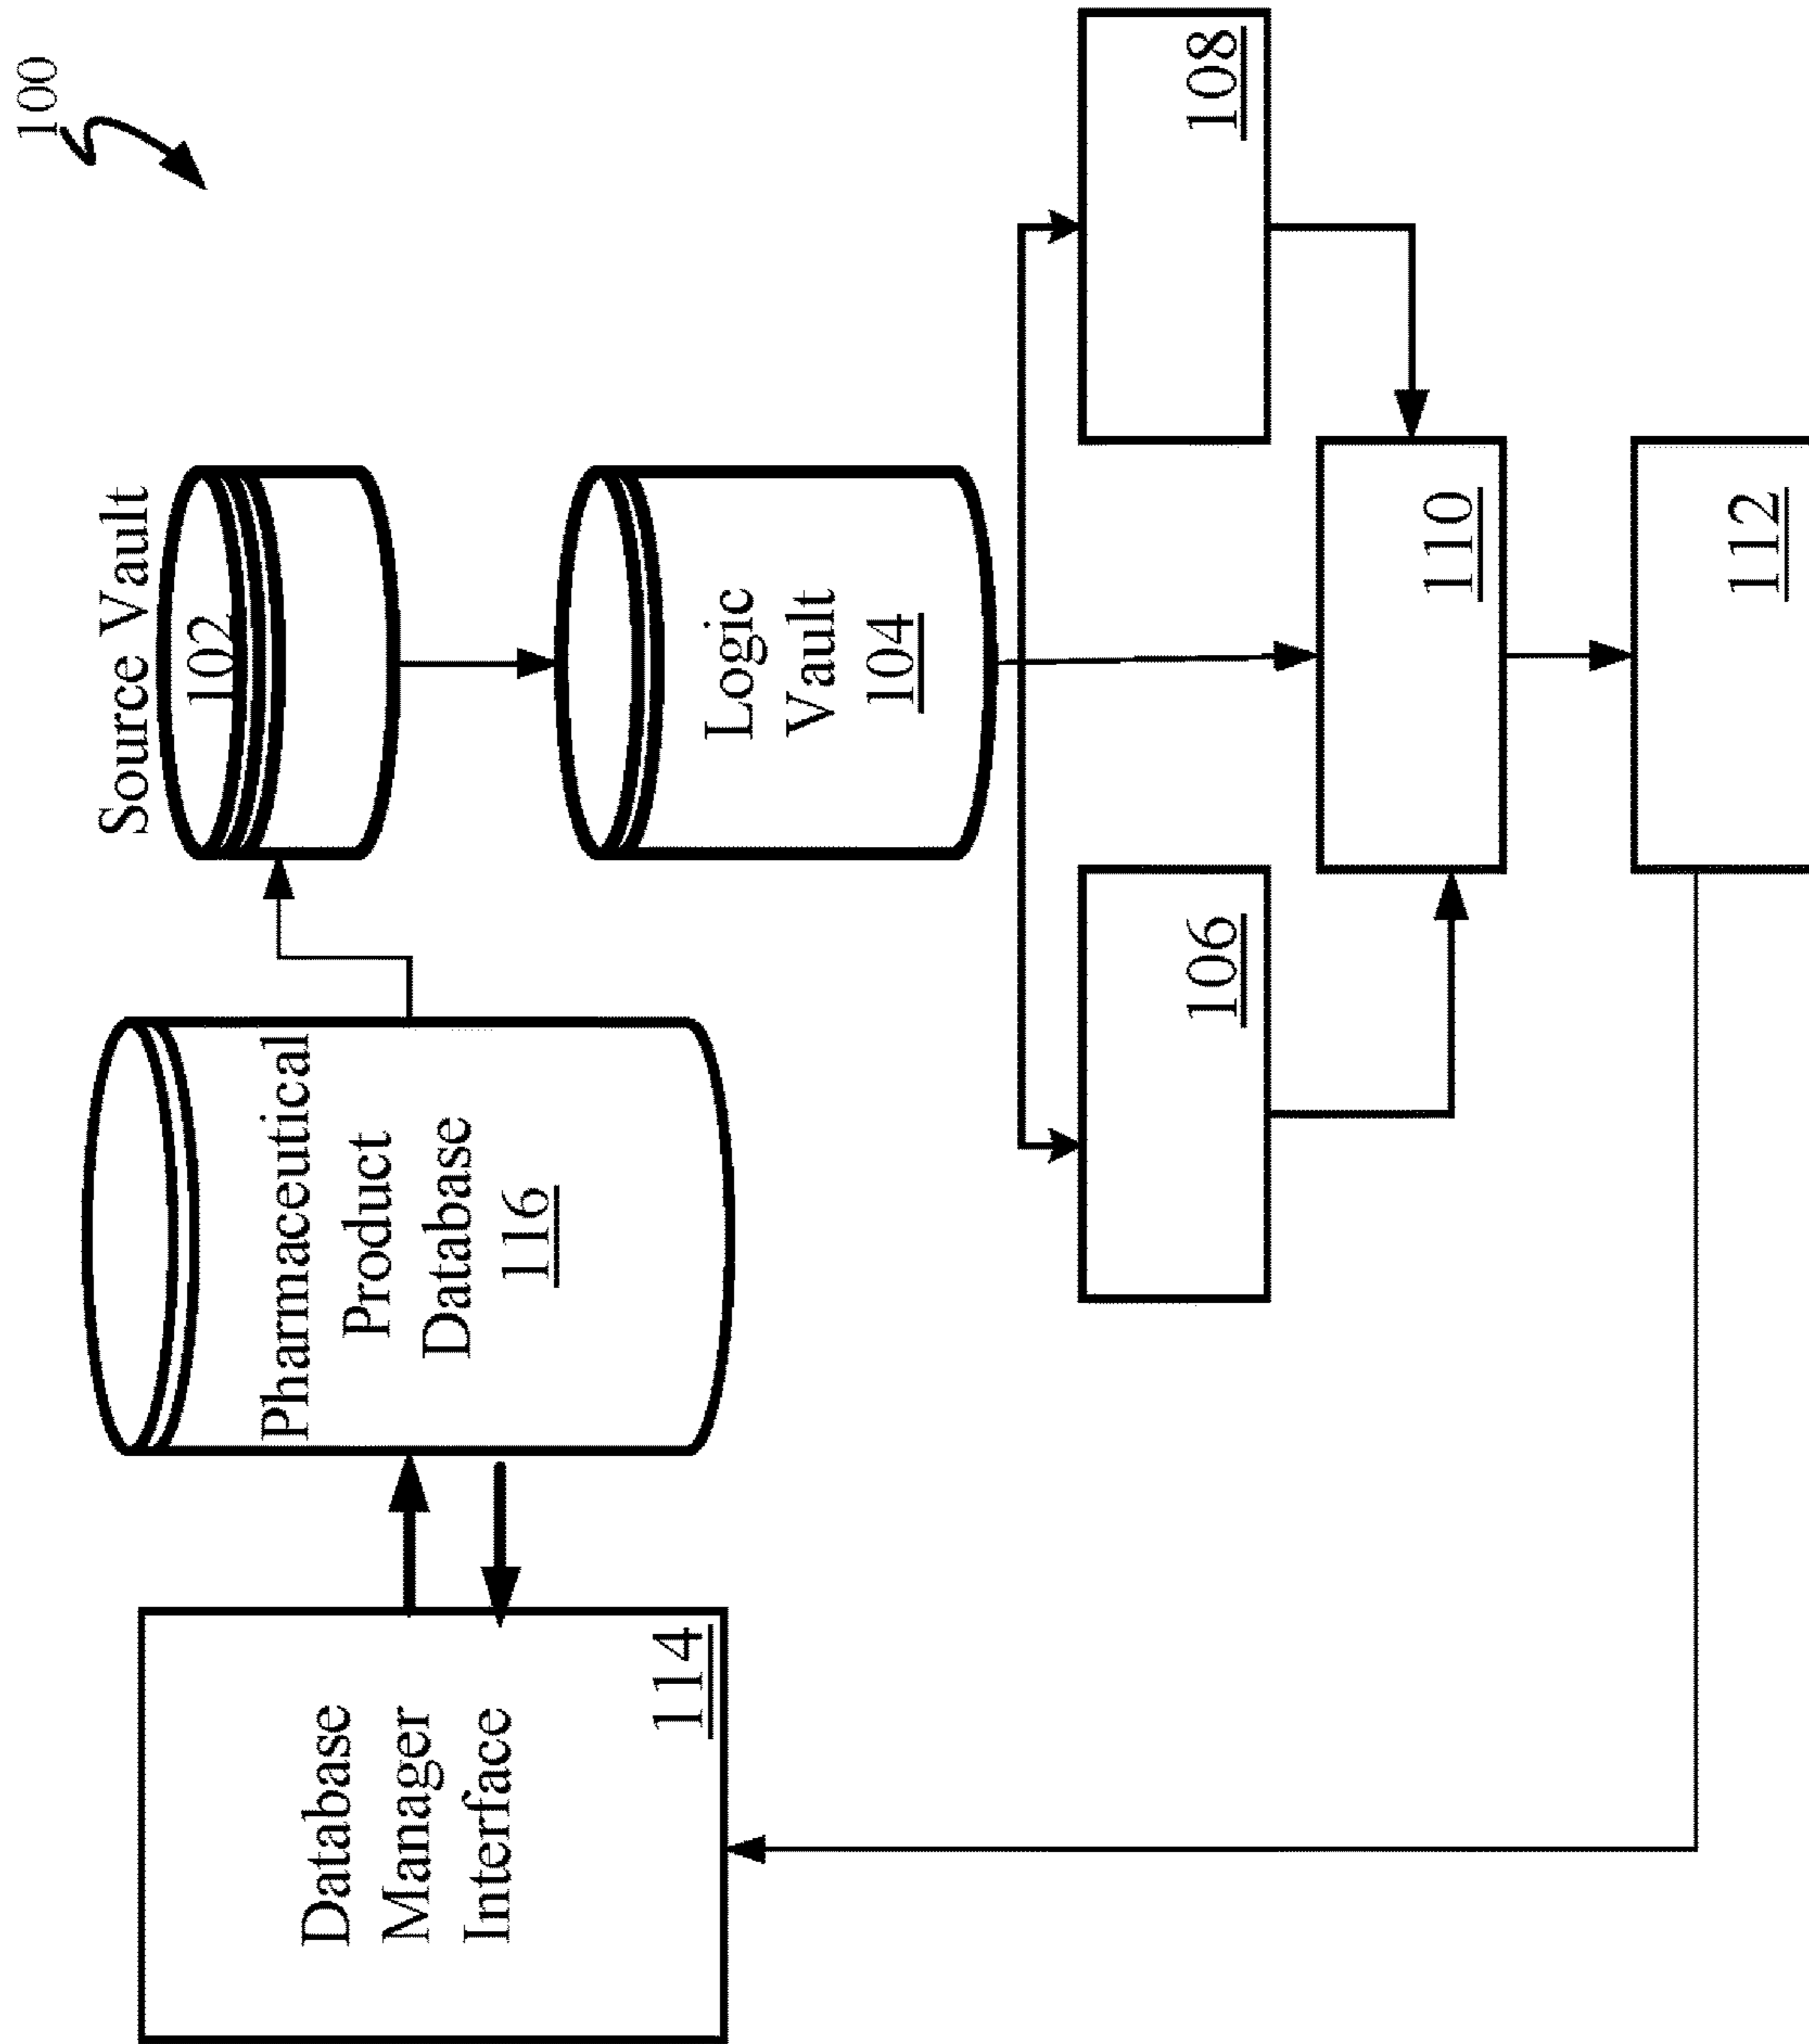 100
Source Vault
102
Pharmaceutical
Product
Database
116
Database
Manager
Interface
114
Logic
Vault
104
106
108
110
112